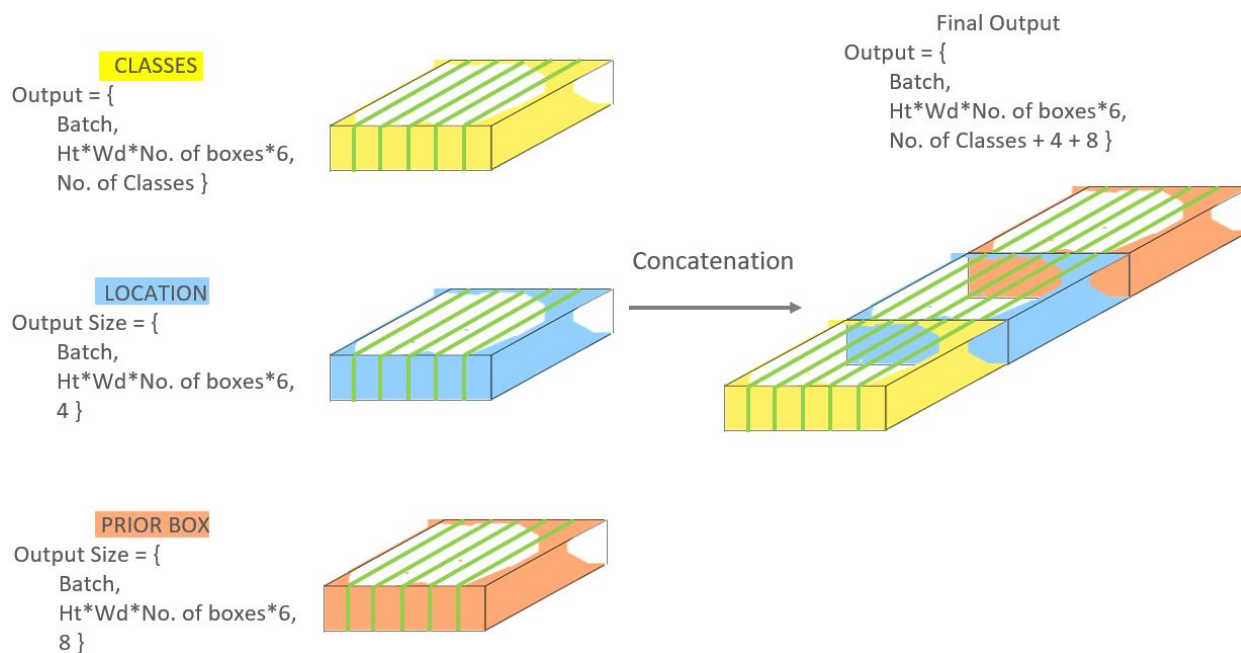 CLASSES
Output = {
Batch,
Ht*Wd*No. of boxes*6,
No. of Classes }
LOCATION
Output Size = {
Batch,
Ht*Wd*No. of boxes*6,
4 }
PRIOR BOX
Output Size = {
Batch,
Ht*Wd*No. of boxes*6,
8 }
Concatenation
Final Output
Output = {
Batch,
Ht*Wd*No. of boxes*6,
No. of Classes + 4 + 8 }